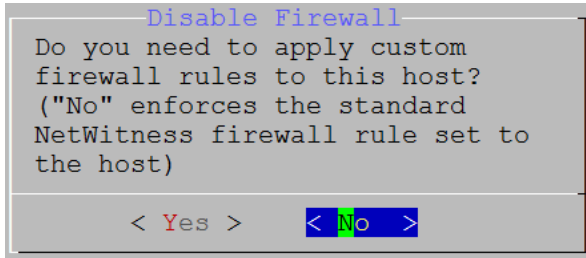 Disable Firewall
Do you need to apply custom
firewall rules to this host?
("No" enforces the standard
NetWitness firewall rule set to
the host)
< Yes > < No >